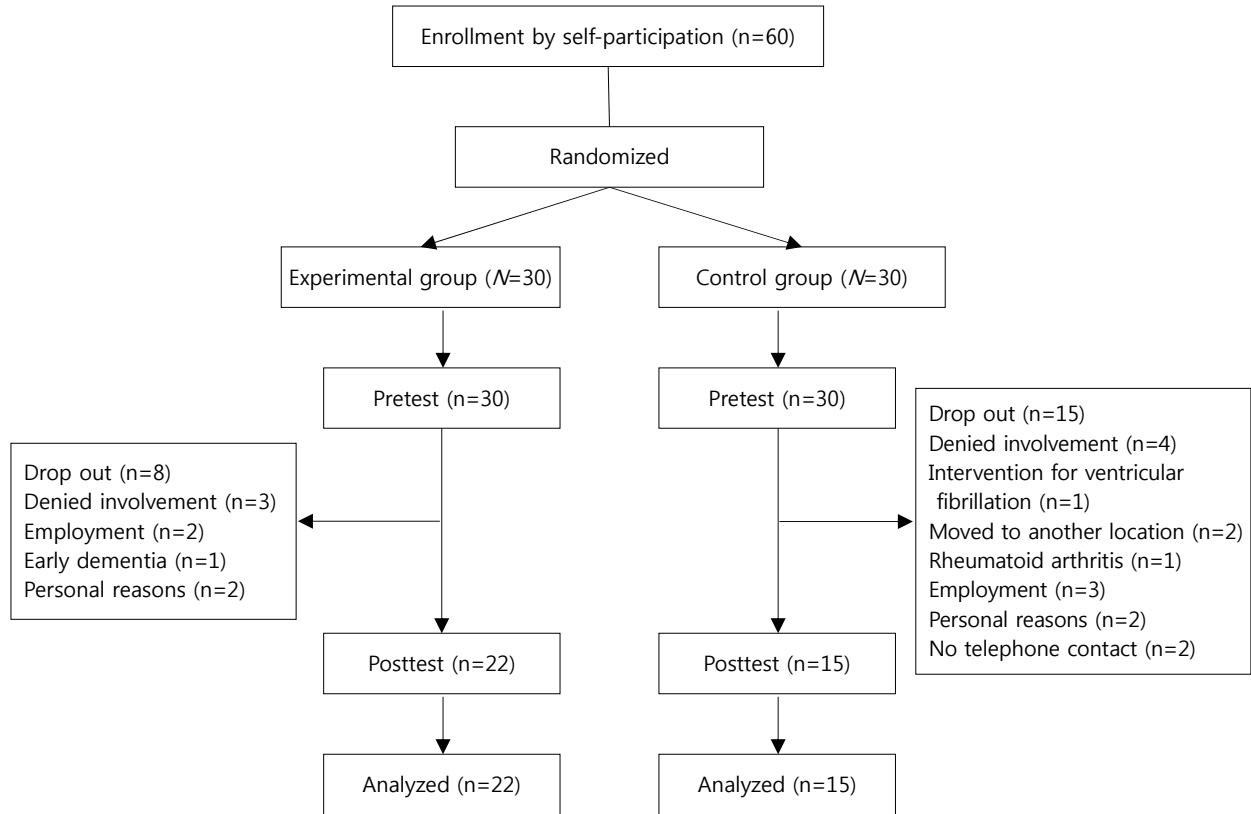 Enrollment by self-participation (n=60)
Randomized
Experimental group (N=30)
Control group (N=30)
Pretest (n=30)
Pretest (n=30)
Drop out (n=8)
Denied involvement (n=3)
Employment (n=2)
Early dementia (n=1)
Personal reasons (n=2)
Drop out (n=15)
Denied involvement (n=4)
Intervention for ventricular
fibrillation (n=1)
Moved to another location (n=2)
Rheumatoid arthritis (n=1)
Employment (n=3)
Personal reasons (n=2)
No telephone contact (n=2)
Posttest (n=22)
Posttest (n=15)
Analyzed (n=22)
Analyzed (n=15)